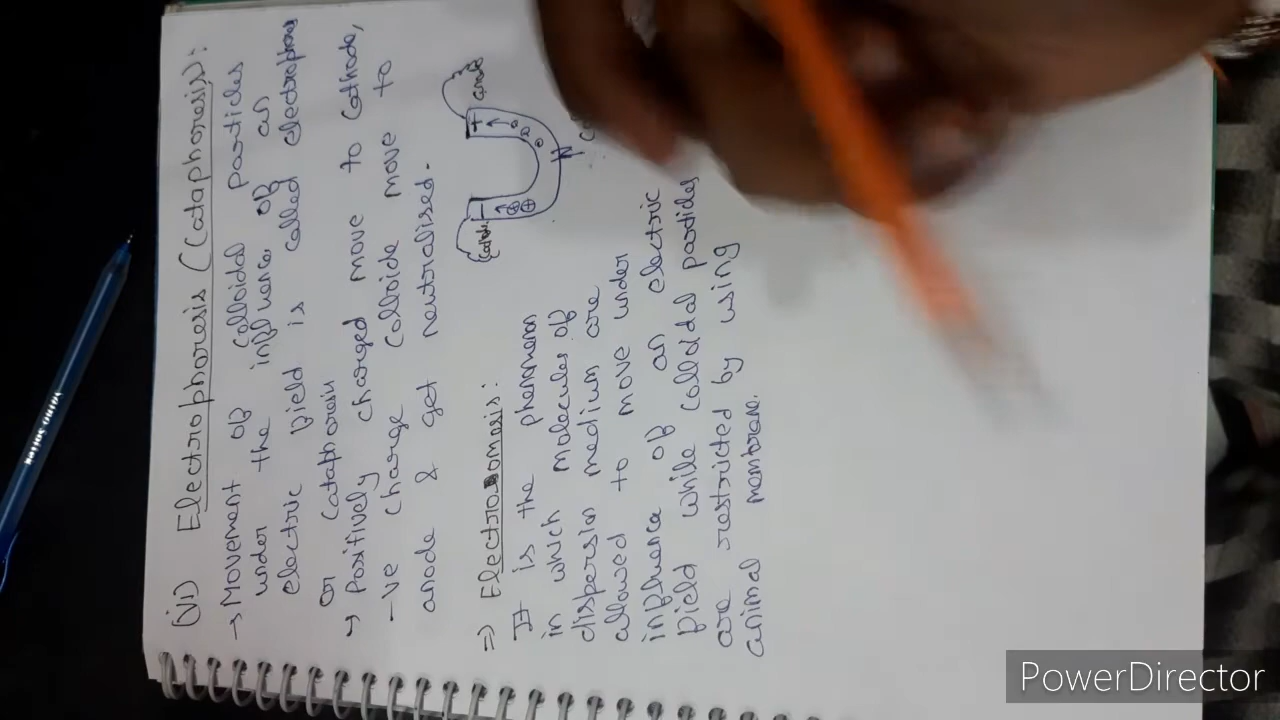 (vi) Electrophoresis (Cataphoresis):
→ Movement of colloidal particles
under the influence of an
electric field is called electrophores
or Cataphoresis
→ Positively charged move to Cathode,
-ve charge colloide move to
anode & get neutralised.
Cathode
anode
- +
⇒ Electroosmosis:
It is the phenomenon
in which molecules of
dispersion medium are
allowed to move under
influence of an electric
field while colloidal particles
are restricted by using
animal membrane.
PowerDirector